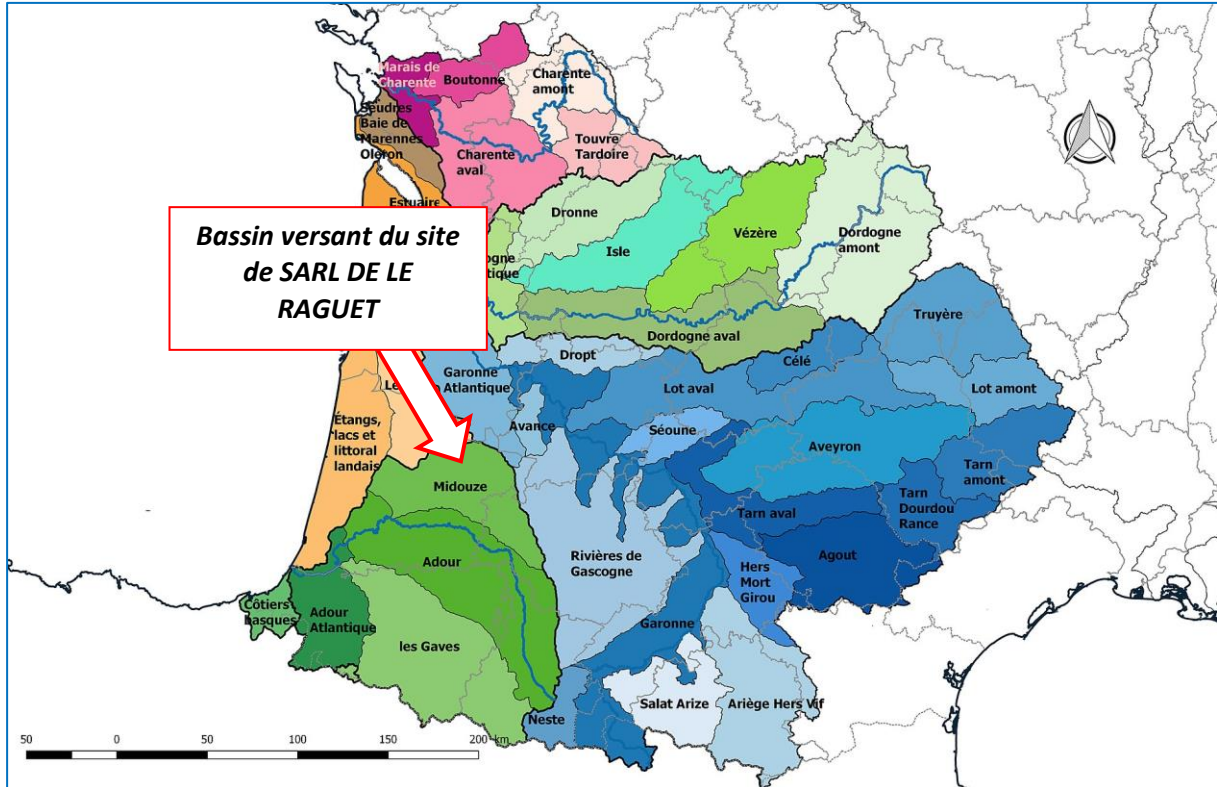 Marais de
Charente
Boutonne
Charente
amont
Seudres
Baie de
Marennes
Oléron
Charente
aval
Touvre
Tardoire
Estuaire
Bassin versant du site
de SARL DE LE
RAGUET
Dronne
Isle
Vézère
Dordogne
amont
Dordogne aval
Truyère
Dropt
Célé
Garonne
Atlantique
Lot aval
Lot amont
Étangs,
lacs et
littoral
landais
Avance
Séoune
Aveyron
Midouze
Tarn
amont
Tarn
Dourdou
Rance
Tarn aval
Rivières de
Gascogne
Agout
Hers
Mort
Girou
Adour
Côtiers
basques
Adour
Atlantique
les Gaves
Garonne
Neste
Salat Arize
Ariège Hers Vif
50 0 50 100 150 200 km